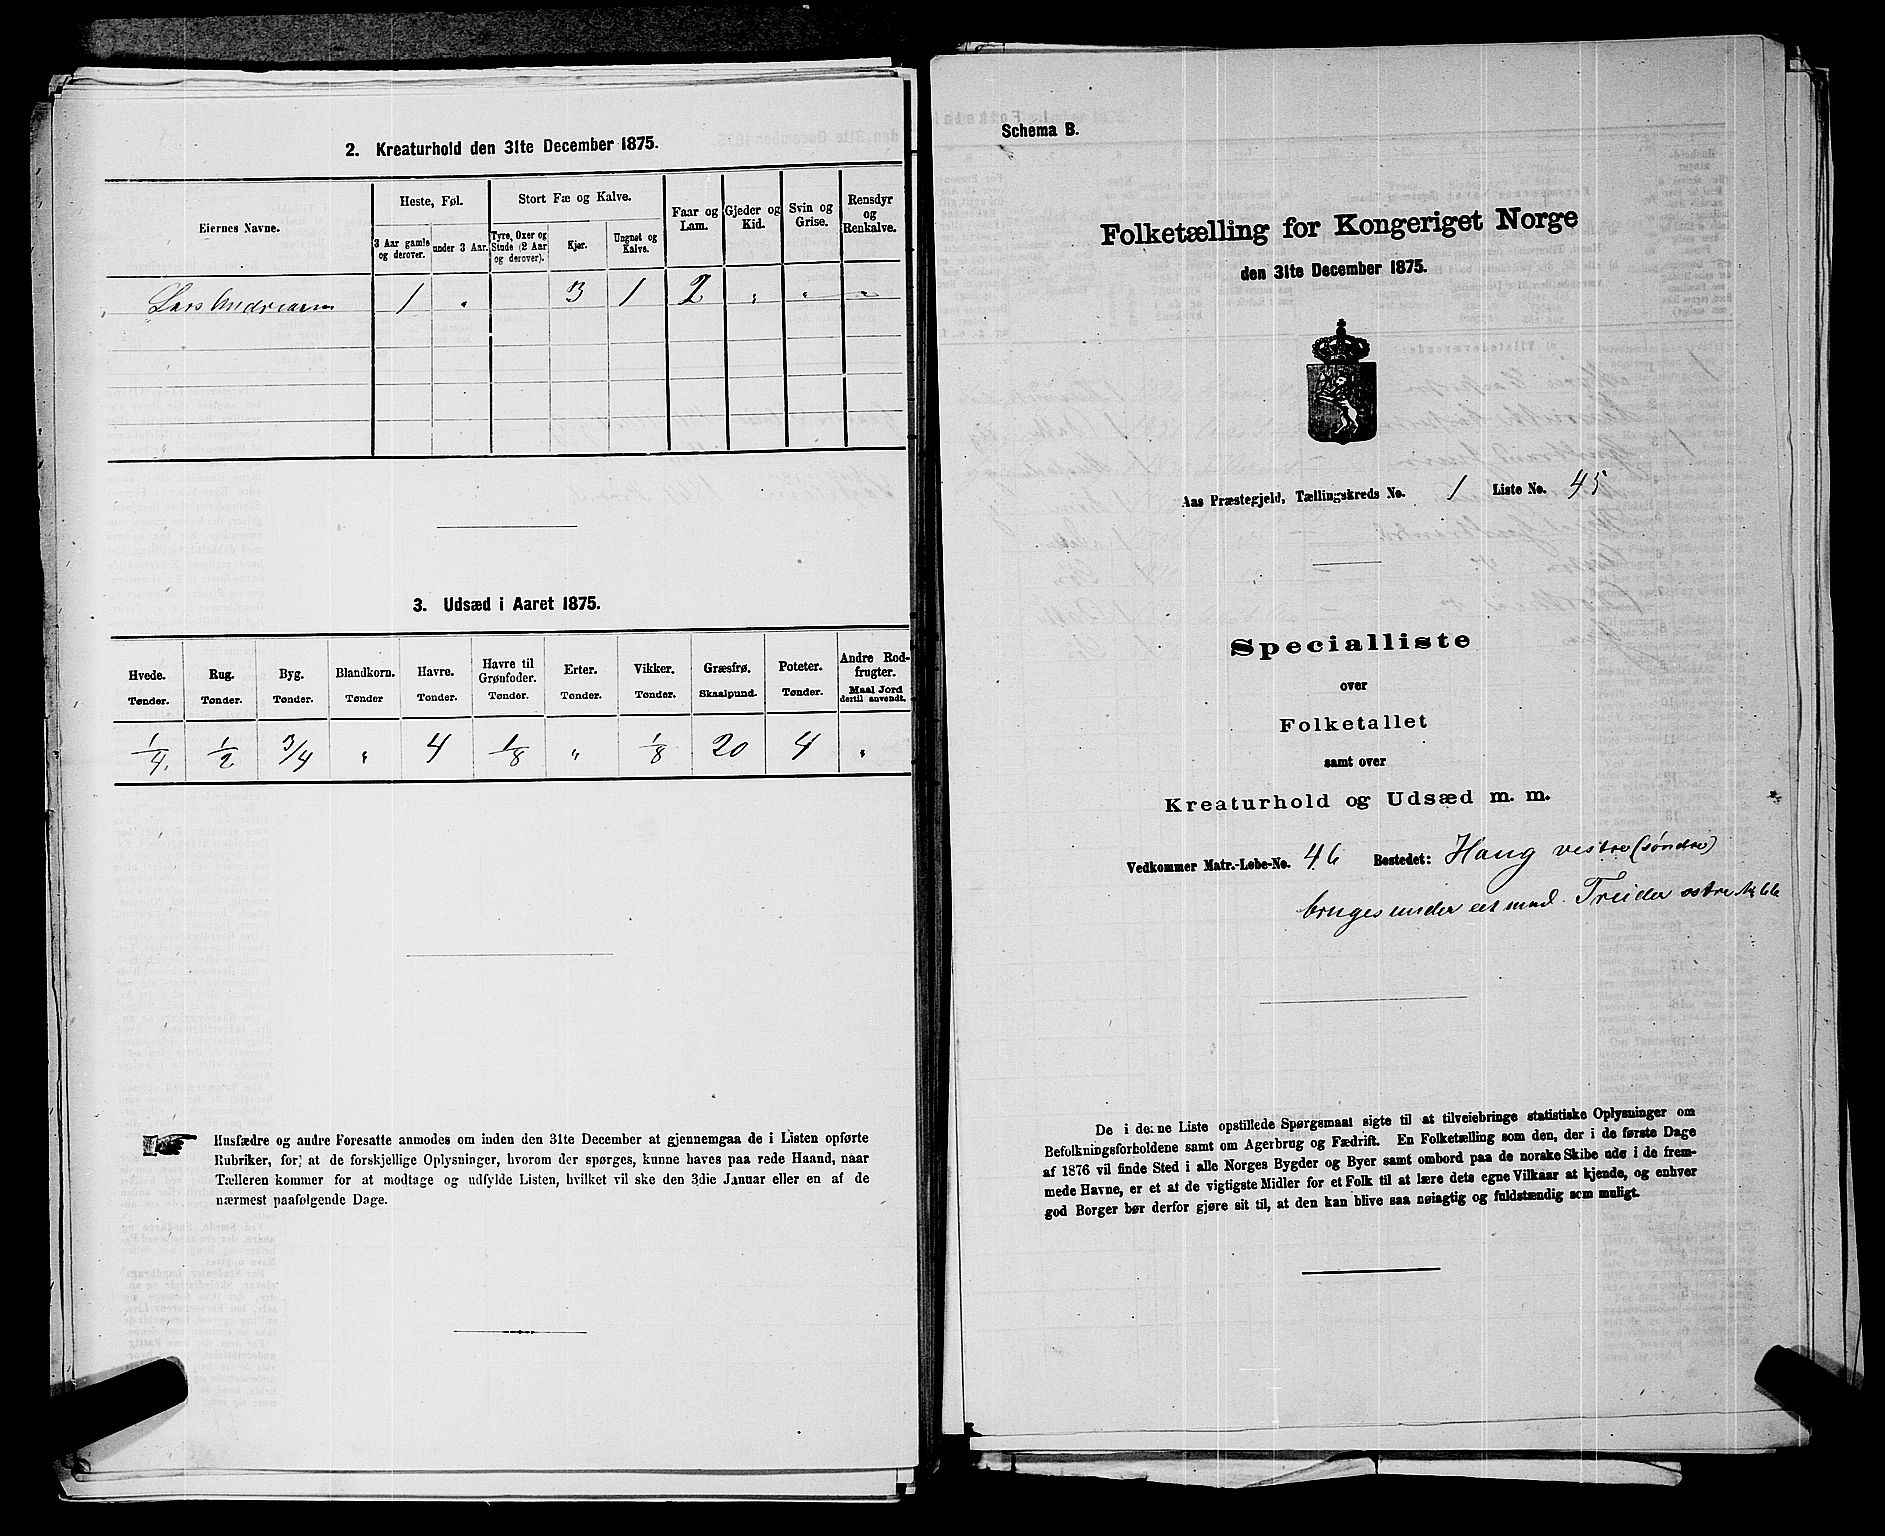 2. Kreaturhold den 31te December 1875.
Eiernes Navne.
Heste, Føl.
Stort Fæ og Kalve.
Faar og Lam.
Gjeder og Kid.
Svin og Grise.
Rensdyr og Renkalve.
3 Aar gamle og derover.
under 3 Aar.
Tyre, Oxer og Stude (2 Aar og derover).
Kjør.
Ungnøt og Kalve.
Lars Andreasen 1 " 3 1 2 " " "
3. Udsæd i Aaret 1875.
Hvede. Rug. Byg. Blandkorn. Havre. Havre til Grønfoder. Erter. Vikker. Græsfrø. Poteter. Andre Rodfrugter.
Tønder. Tønder. Tønder. Tønder Tønder. Tønder. Tønder. Tønder. Skaalpund. Tønder. Maal Jord dertil anvendt.
1/4 1/2 3/4 " 4 1/8 " 1/8 20 4 "
Husfædre og andre Foresatte anmodes om inden den 31te December at gjennemgaa de i Listen opførte
Rubriker, for at de forskjellige Oplysninger, hvorom der spørges, kunne haves paa rede Haand, naar
Tælleren kommer for at modtage og udfylde Listen, hvilket vil ske den 3die Januar eller en af de
nærmest paafølgende Dage.
Schema B.
Folketælling for Kongeriget Norge
den 31te December 1875.
Aas Præstegjeld, Tællingskreds No. 1 Liste No. 45
Specialliste
over
Folketallet
samt over
Kreaturhold og Udsæd m. m.
Vedkommer Matr.-Løbe-No. 46 Bostedet: Haug vestre (søndre)
bruges under eet med Treider østre № 66
De i denne Liste opstillede Spørgsmaal sigte til at tilveiebringe statistiske Oplysninger om
Befolkningsforholdene samt om Agerbrug og Fædrift. En Folketælling som den, der i de første Dage
af 1876 vil finde Sted i alle Norges Bygder og Byer samt ombord paa de norske Skibe ude i de frem-
mede Havne, er et at de vigtigste Midler for et Folk til at lære dets egne Vilkaar at kjende, og enhver
god Borger bør derfor gjøre sit til, at den kan blive saa nøiagtig og fuldstændig som muligt.